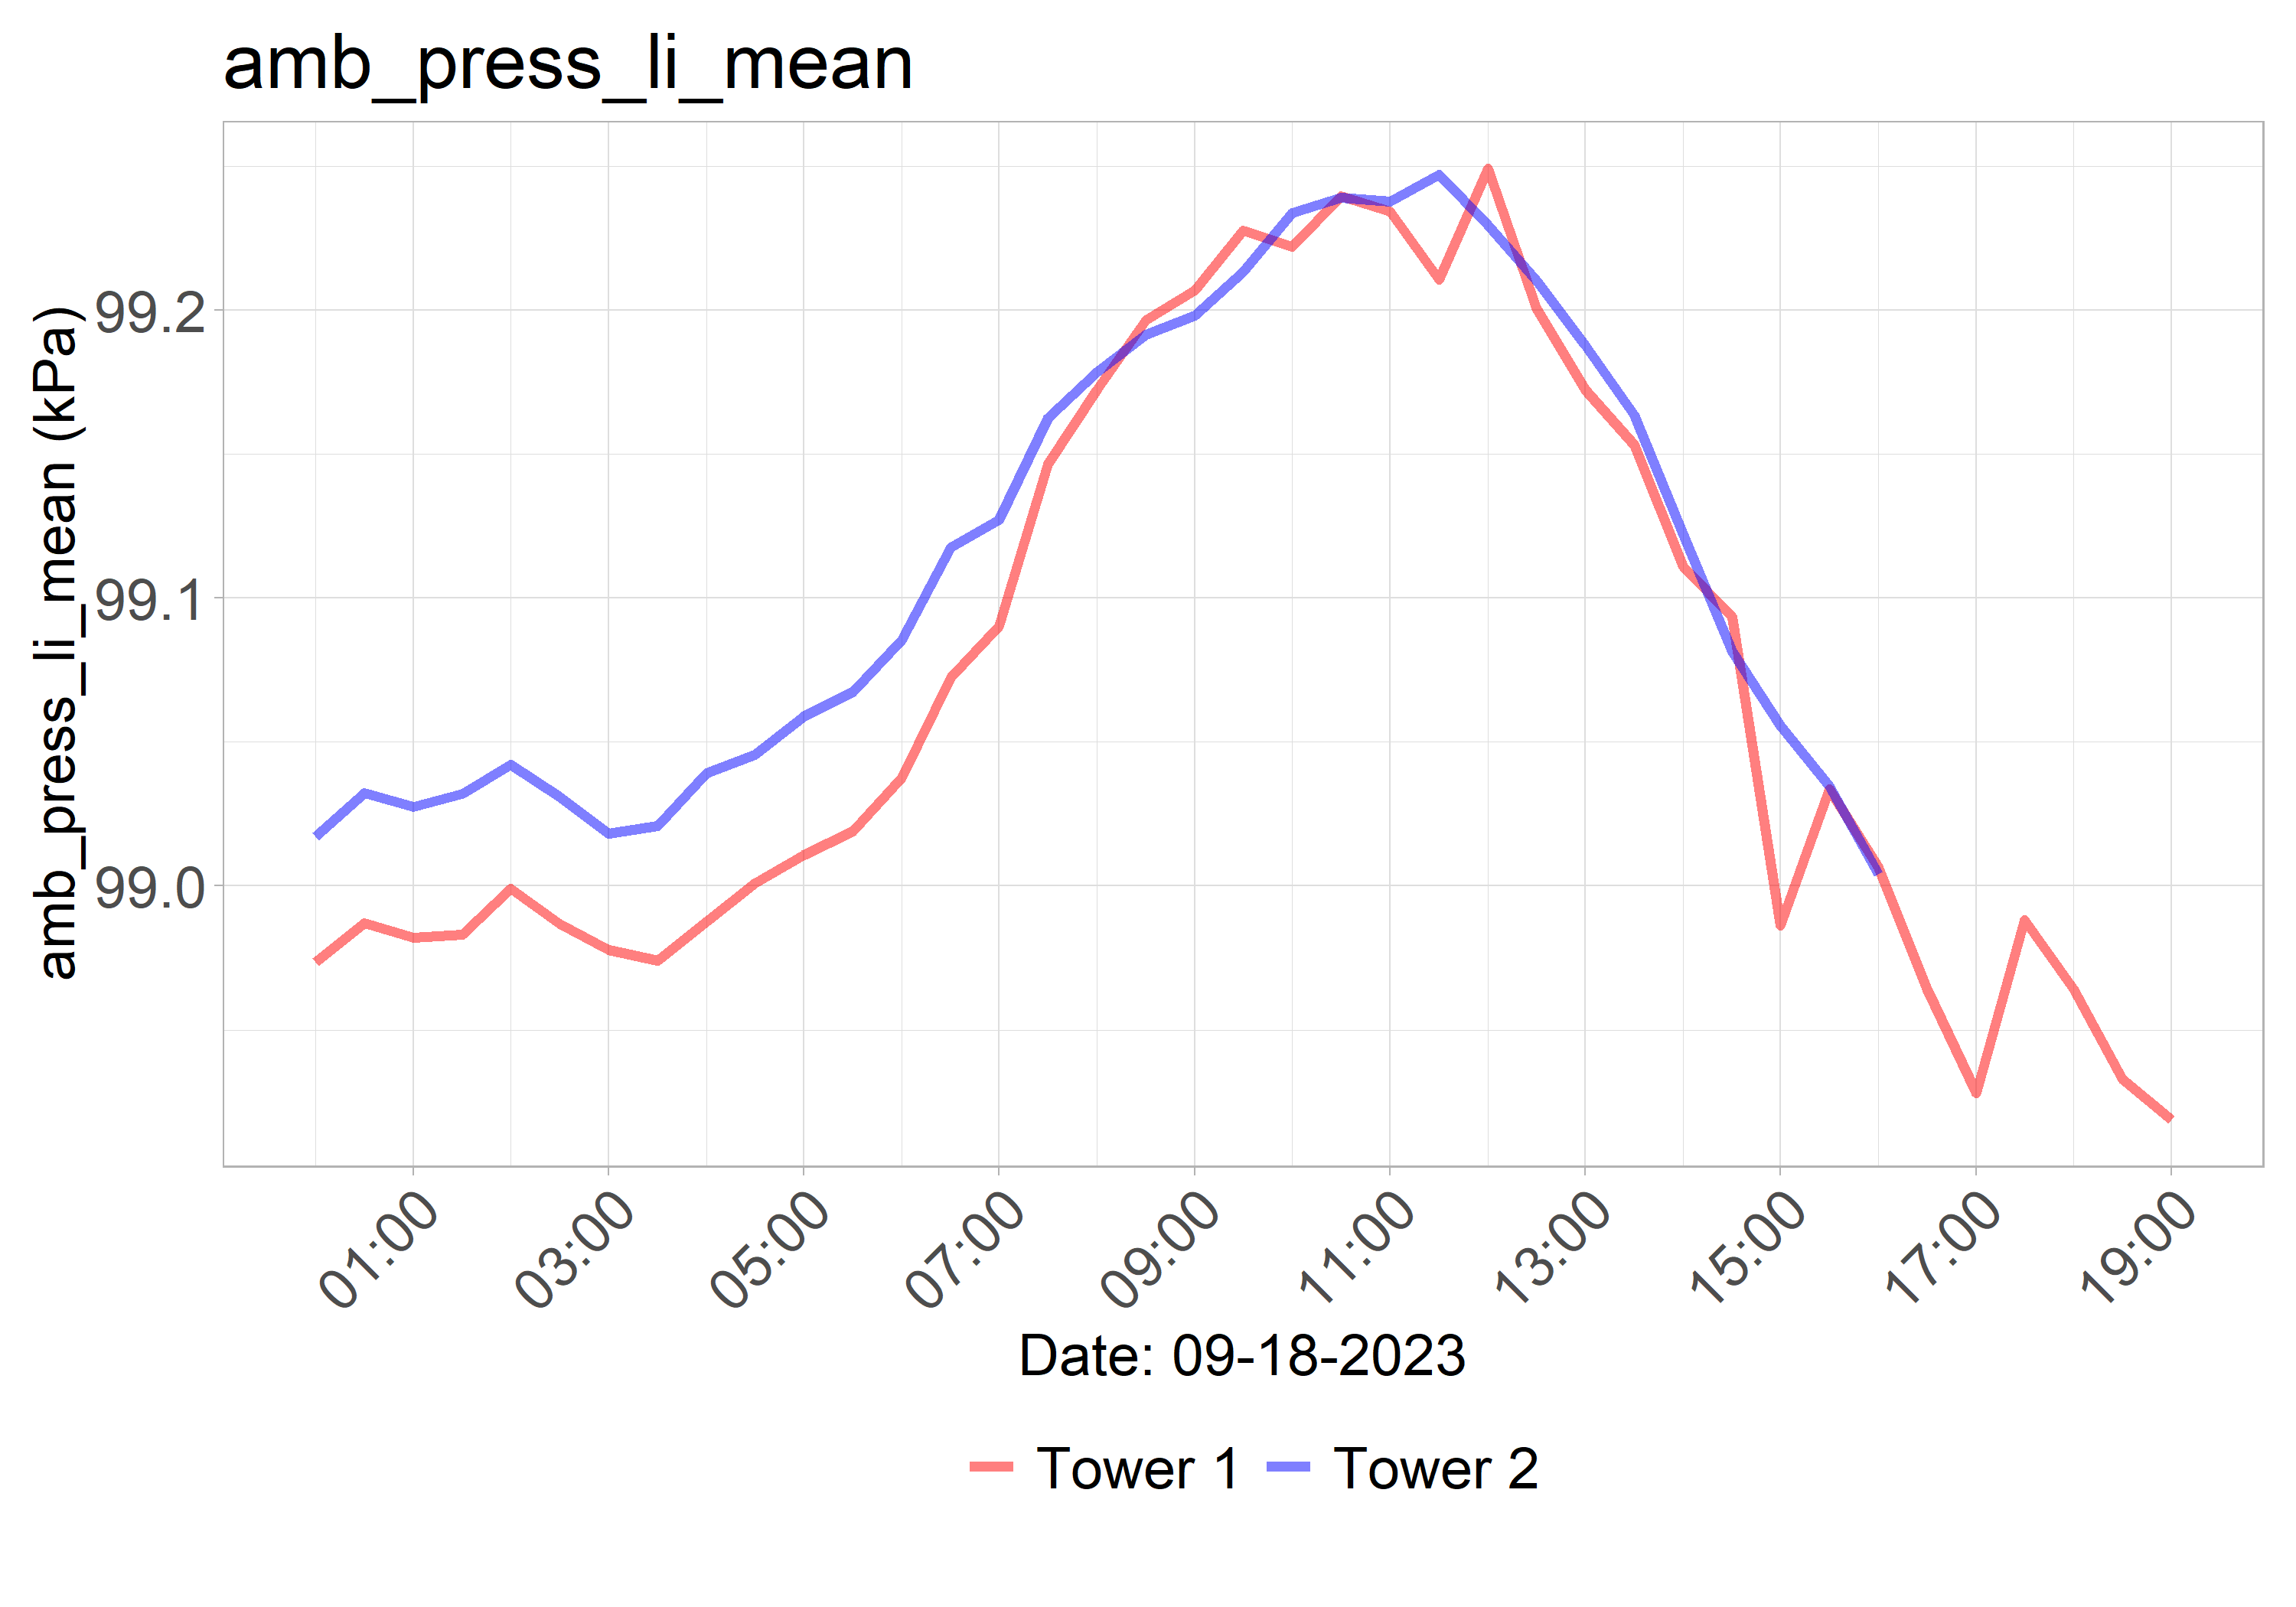 amb_press_li_mean
amb_press_li_mean (kPa)
99.2
99.1
99.0
01:00
03:00
05:00
07:00
09:00
11:00
13:00
15:00
17:00
19:00
Date: 09-18-2023
Tower 1
Tower 2